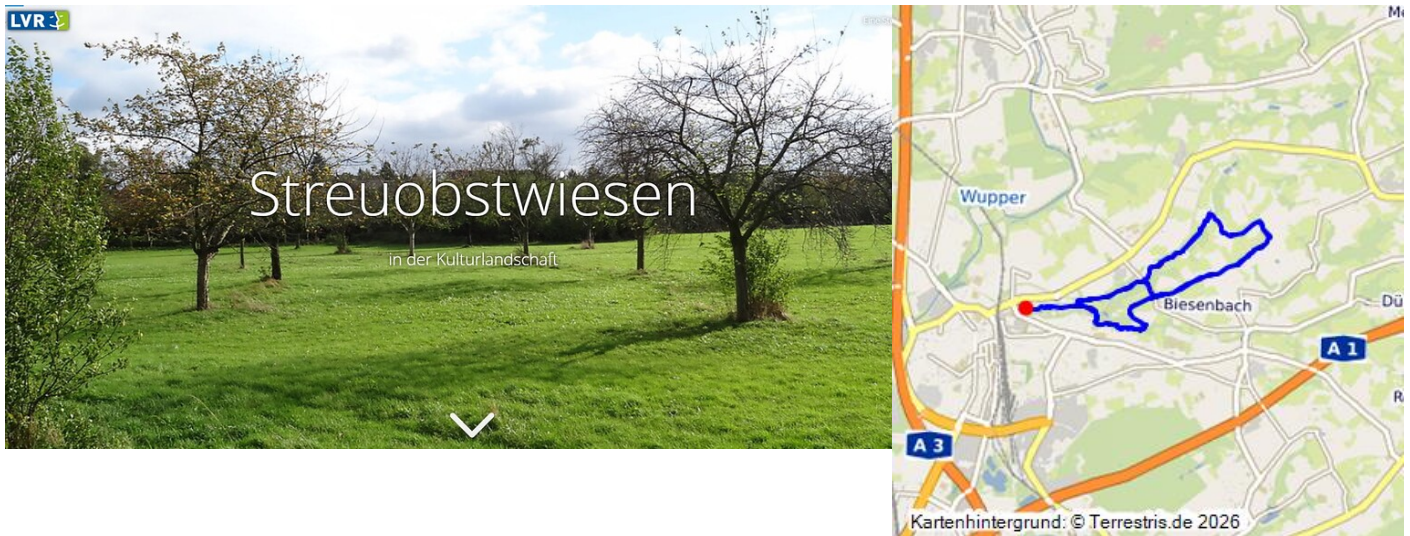 LVR
Streuobstwiesen
in der Kulturlandschaft
Wupper
Biesenbach
A 1
A 3
Kartenhintergrund: © Terrestris.de 2026